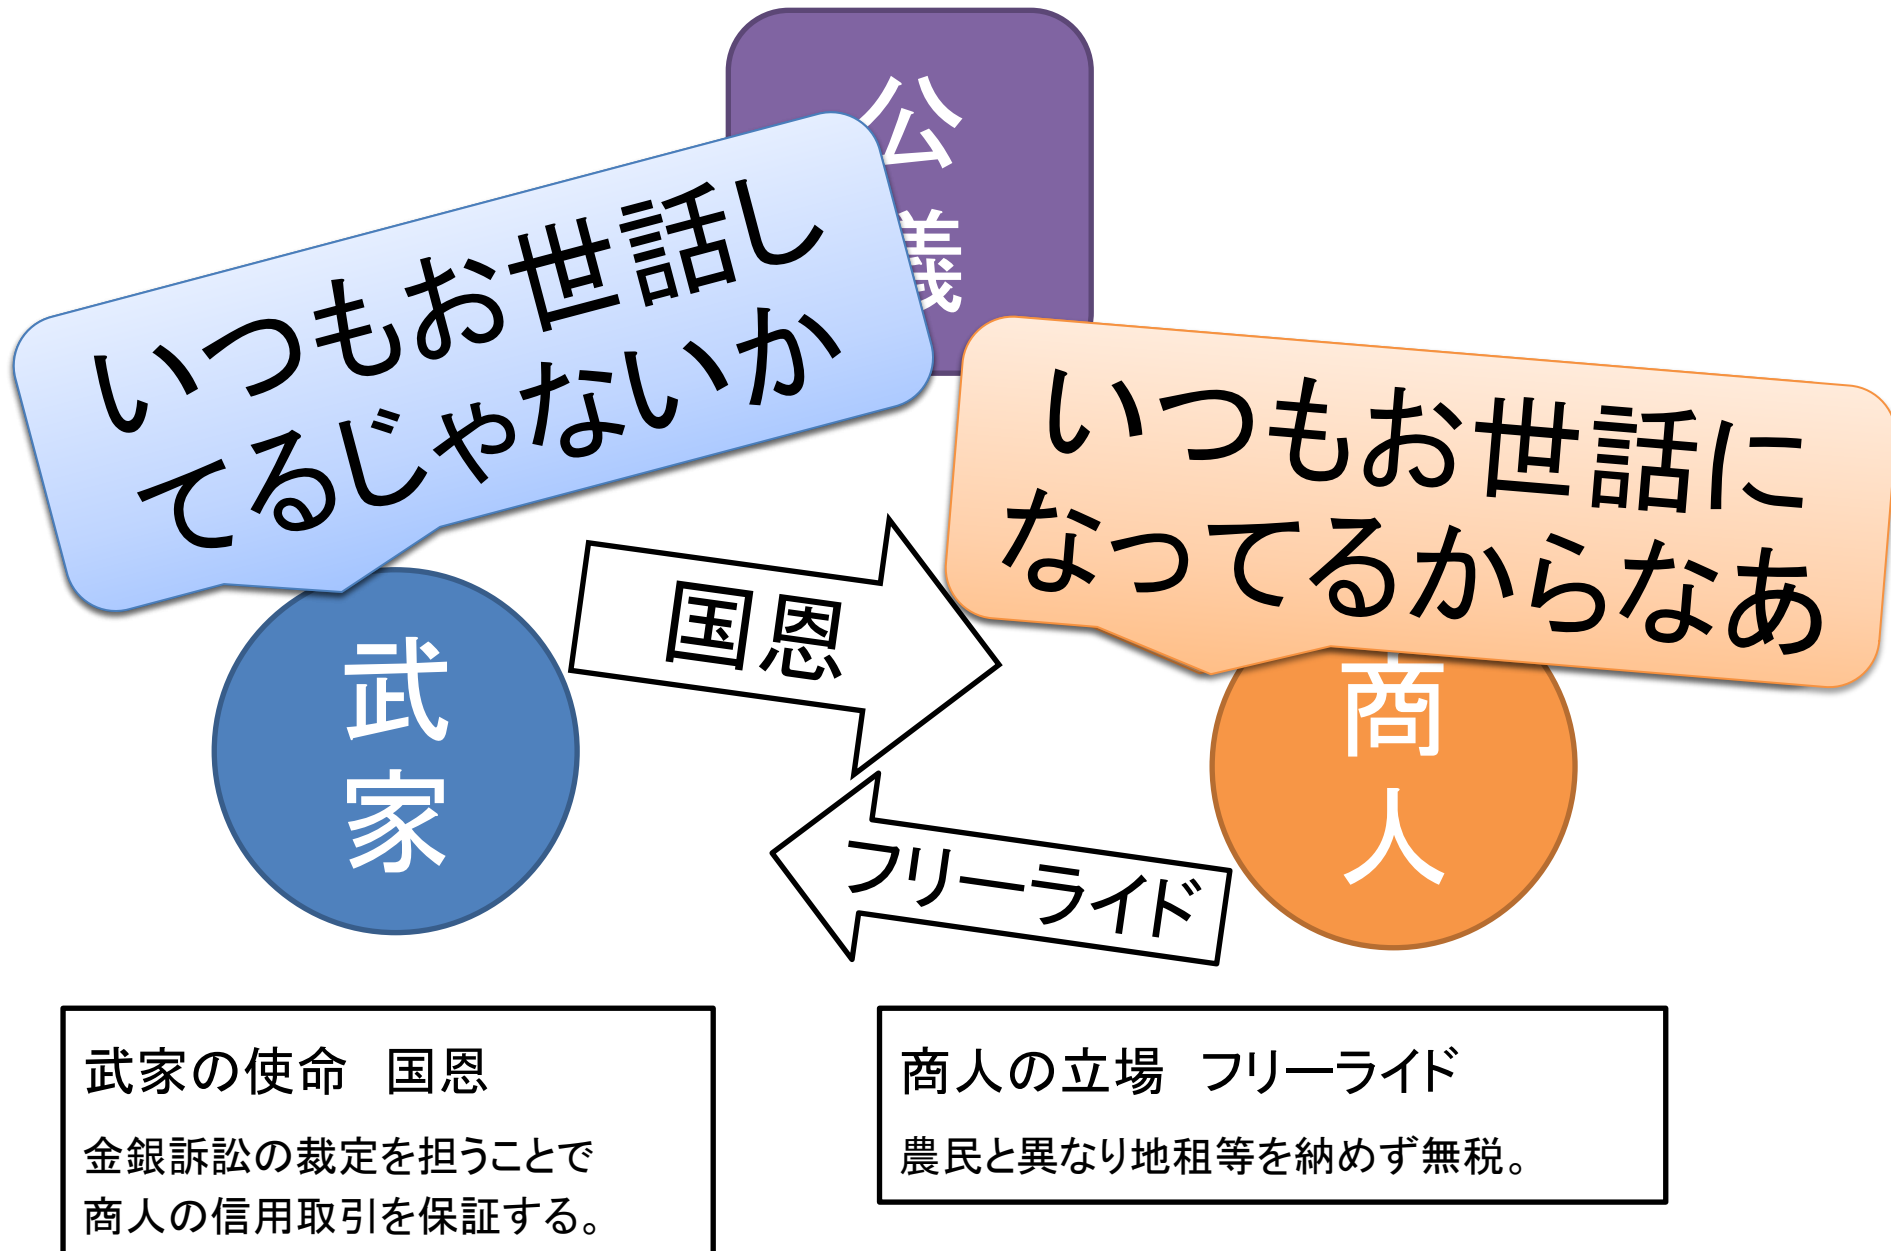 公
儀
いつもお世話し
てるじゃないか
いつもお世話に
なってるからなあ
国恩
武
家
商
人
フリーライド
武家の使命　国恩
金銀訴訟の裁定を担うことで
商人の信用取引を保証する。
商人の立場　フリーライド
農民と異なり地租等を納めず無税。